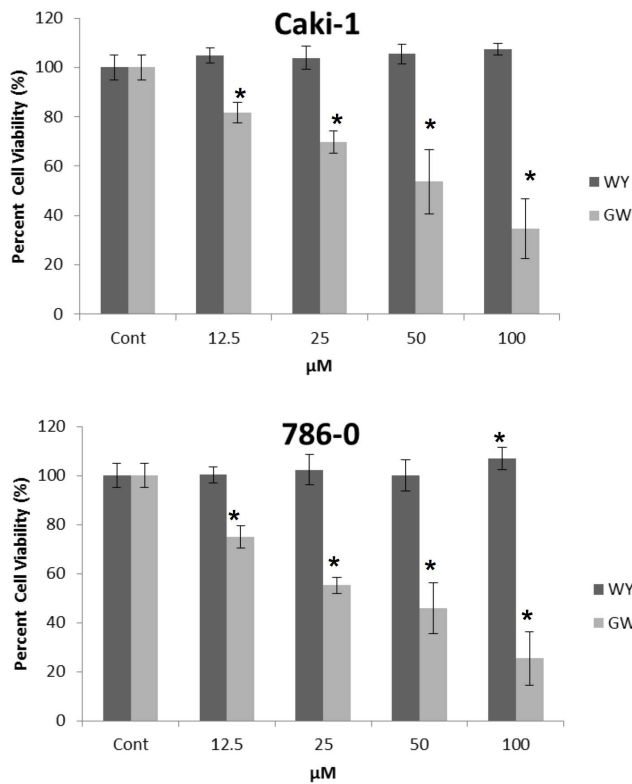 Caki-1
Percent Cell Viability (%)
120
100
80
60
40
20
0
* * * *
WY
GW
Cont 12.5 25 50 100
µM
786-0
Percent Cell Viability (%)
120
100
80
60
40
20
0
* * * * *
WY
GW
Cont 12.5 25 50 100
µM